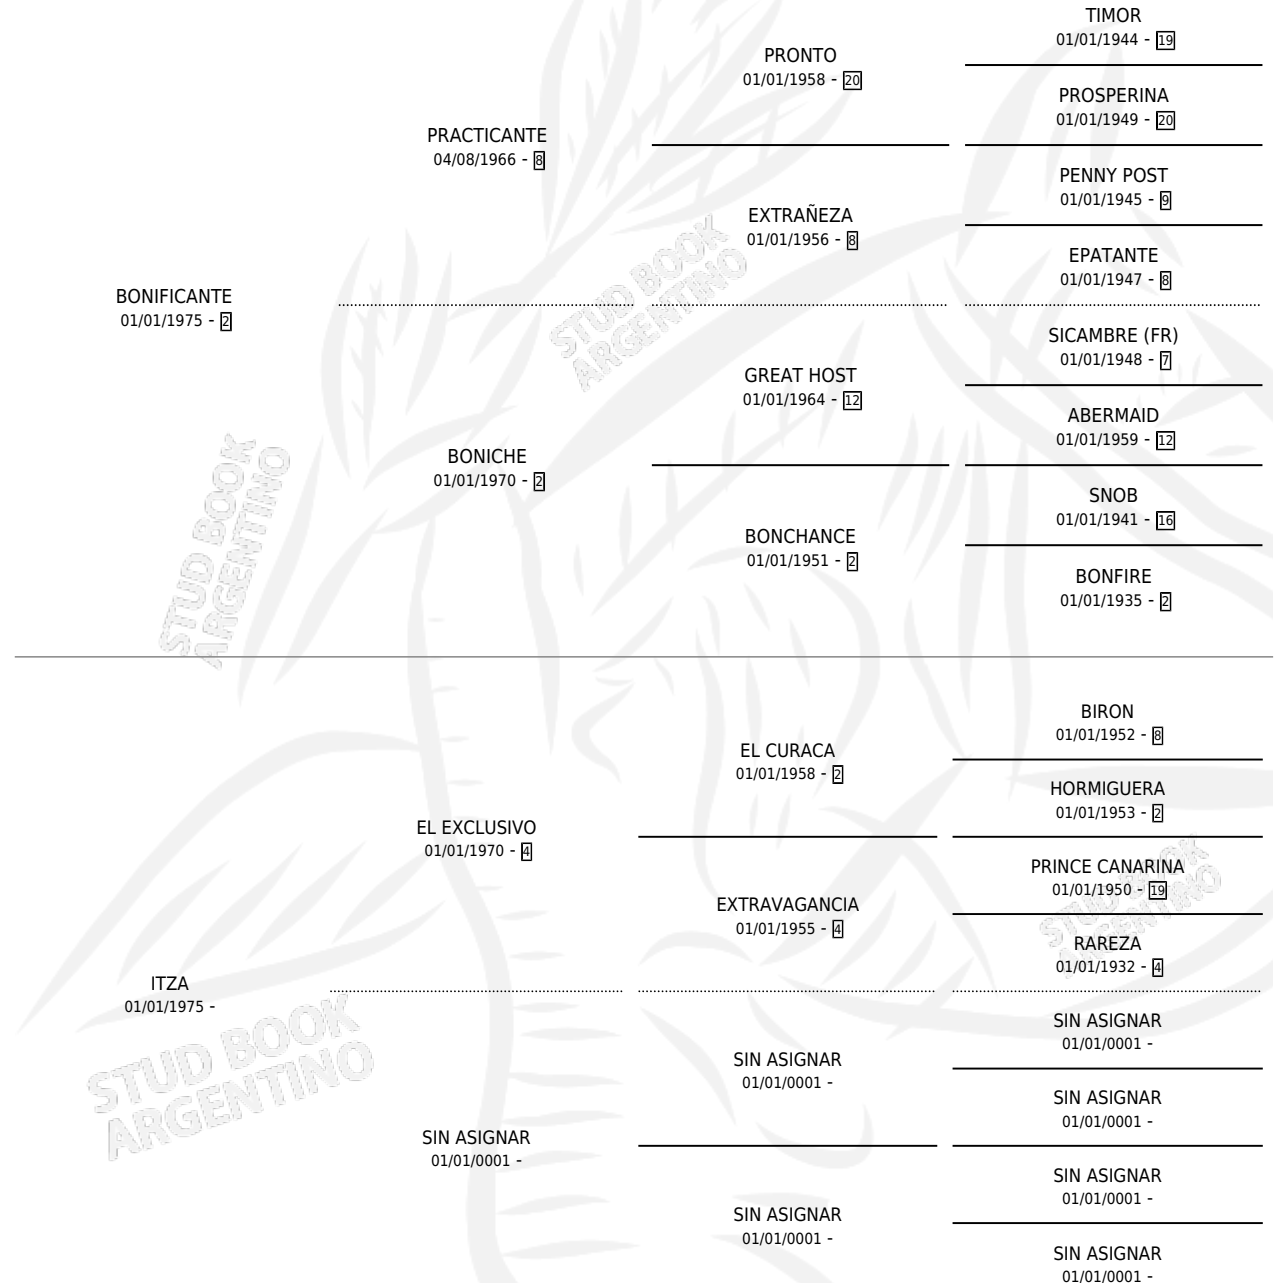 TIMOR
01/01/1944 - 19
PRONTO
01/01/1958 - 20
PROSPERINA
01/01/1949 - 20
PRACTICANTE
04/08/1966 - 8
PENNY POST
01/01/1945 - 9
EXTRAÑEZA
01/01/1956 - 8
EPATANTE
01/01/1947 - 8
BONIFICANTE
01/01/1975 - 2
STUD BOOK
ARGENTINO
SICAMBRE (FR)
01/01/1948 - 7
GREAT HOST
01/01/1964 - 12
ABERMAID
01/01/1959 - 12
BONICHE
01/01/1970 - 2
SNOB
01/01/1941 - 16
BONCHANCE
01/01/1951 - 2
BONFIRE
01/01/1935 - 2
STUD BOOK
ARGENTINO
BIRON
01/01/1952 - 8
EL CURACA
01/01/1958 - 2
HORMIGUERA
01/01/1953 - 2
EL EXCLUSIVO
01/01/1970 - 4
PRINCE CANARINA
01/01/1950 - 19
EXTRAVAGANCIA
01/01/1955 - 4
RAREZA
01/01/1932 - 4
STUD BOOK
ARGENTINO
ITZA
01/01/1975 -
SIN ASIGNAR
01/01/0001 -
SIN ASIGNAR
01/01/0001 -
SIN ASIGNAR
01/01/0001 -
STUD BOOK
ARGENTINO
SIN ASIGNAR
01/01/0001 -
SIN ASIGNAR
01/01/0001 -
SIN ASIGNAR
01/01/0001 -
SIN ASIGNAR
01/01/0001 -